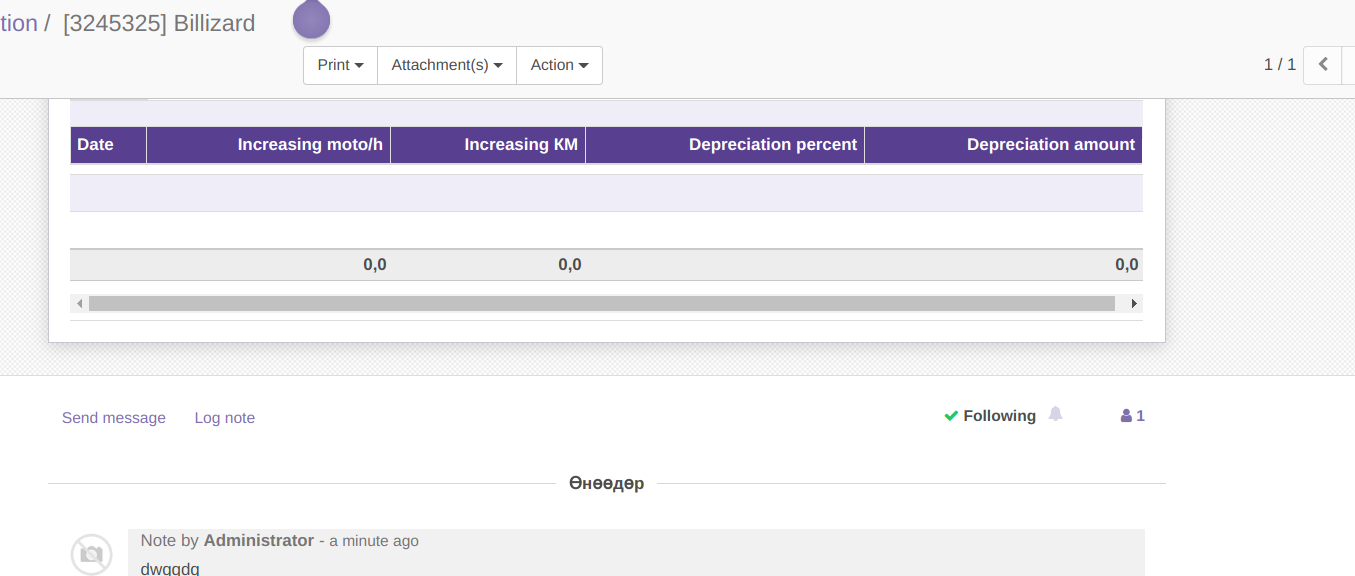 tion / [3245325] Billizard
Print Attachment(s) Action
1 / 1
Date Increasing moto/h Increasing KM Depreciation percent Depreciation amount
0,0 0,0 0,0
Send message Log note Following 1
Өнөөдөр
Note by Administrator - a minute ago
dwqqdq